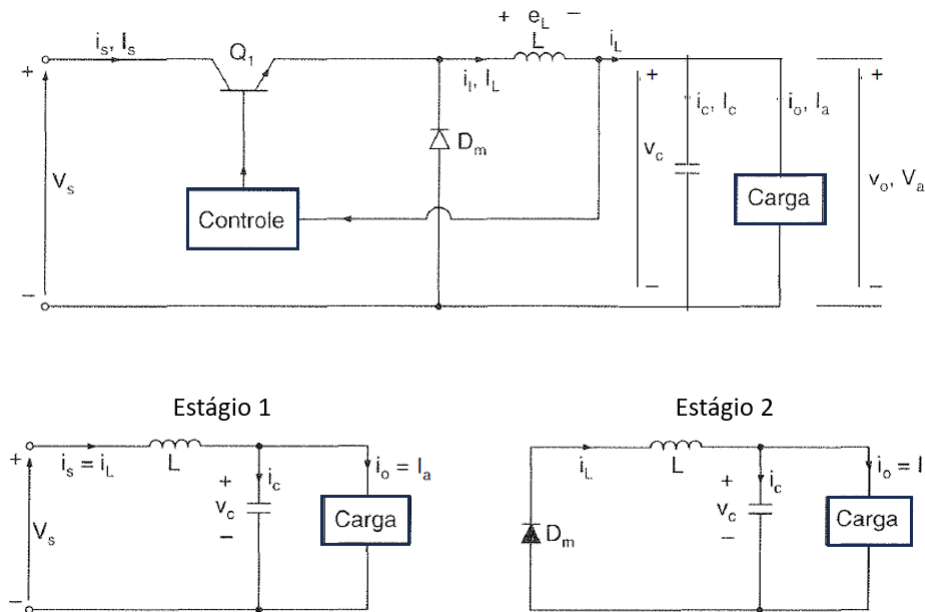 + e_L −
i_s, I_s
Q_1
L
i_L
+
i_l, I_L
+
i_c, I_c
i_o, I_a
+
D_m
v_c
V_s
Controle
Carga
v_o, V_a
−
−
−
Estágio 1
Estágio 2
+
i_s = i_L
L
i_c
i_o = I_a
+
v_c
−
V_s
Carga
−
i_L
L
i_c
i_o = I
+
v_c
−
D_m
Carga